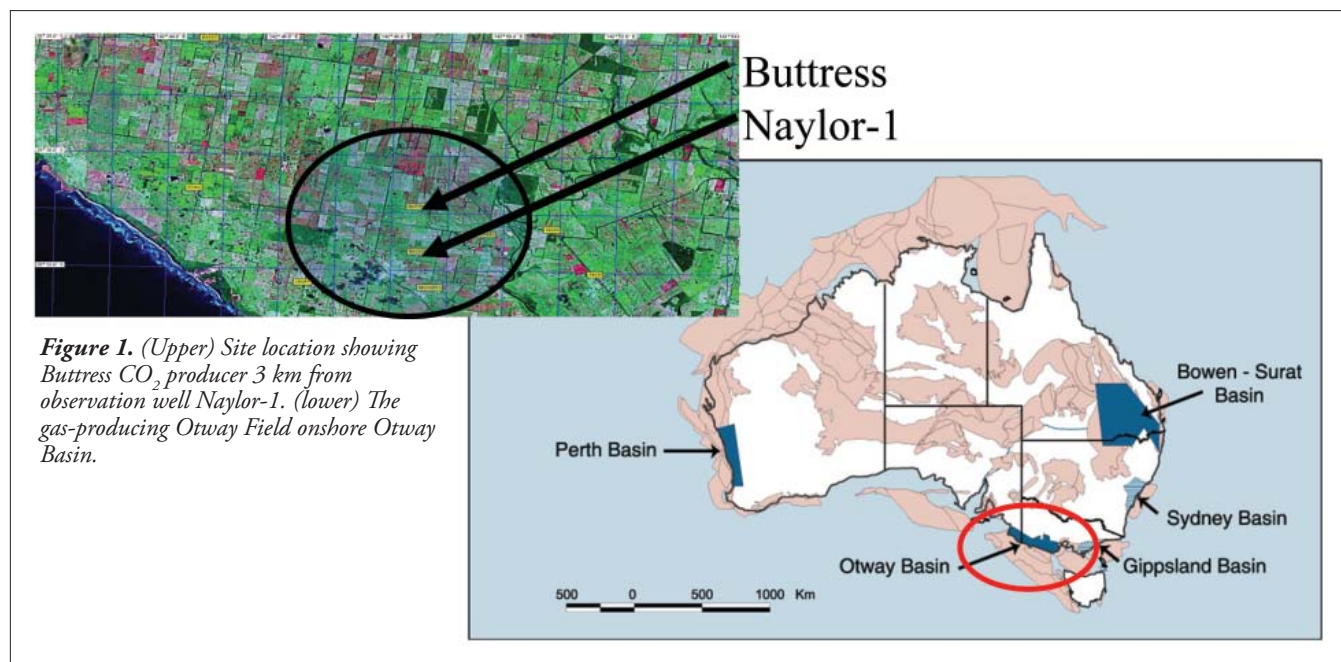 Buttress
Naylor-1
Figure 1. (Upper) Site location showing
Buttress CO2 producer 3 km from
observation well Naylor-1. (lower) The
gas-producing Otway Field onshore Otway
Basin.
Bowen - Surat
Basin
Perth Basin
Sydney Basin
Otway Basin
Gippsland Basin
500 0 500 1000 Km